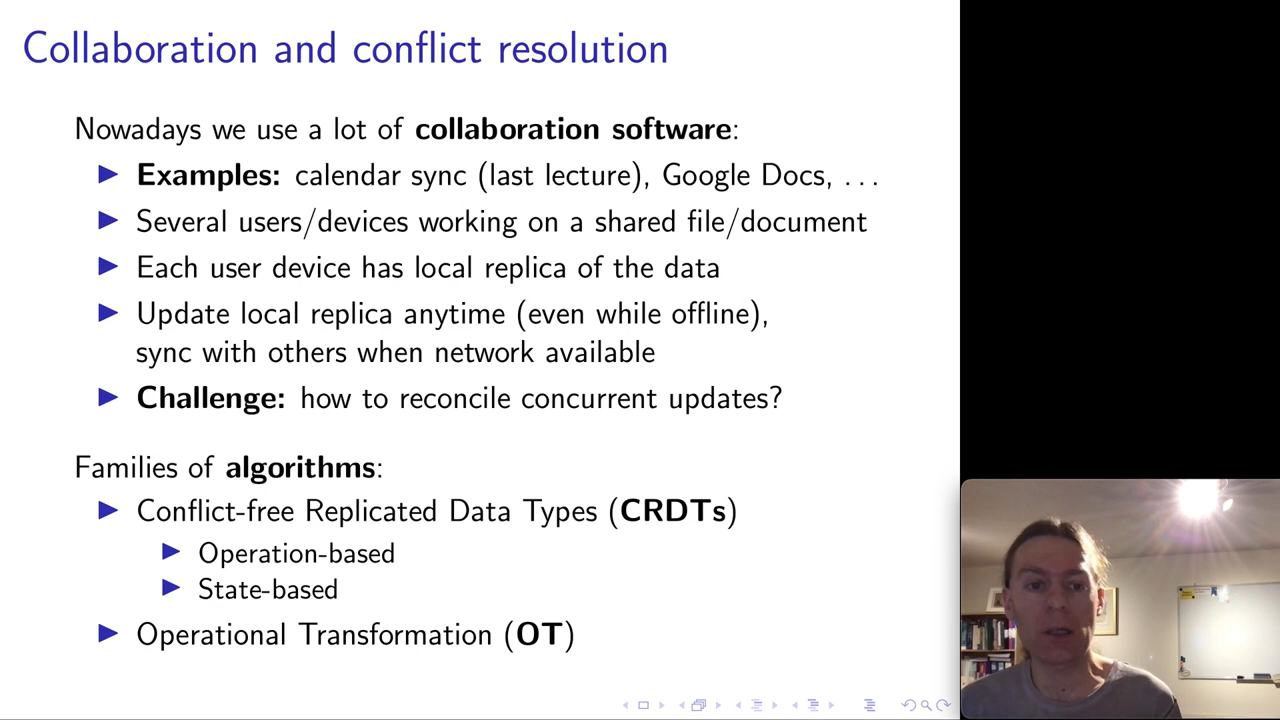 Collaboration and conflict resolution
Nowadays we use a lot of collaboration software:
Examples: calendar sync (last lecture), Google Docs, ...
Several users/devices working on a shared file/document
Each user device has local replica of the data
Update local replica anytime (even while offline),
sync with others when network available
Challenge: how to reconcile concurrent updates?
Families of algorithms:
Conflict-free Replicated Data Types (CRDTs)
Operation-based
State-based
Operational Transformation (OT)